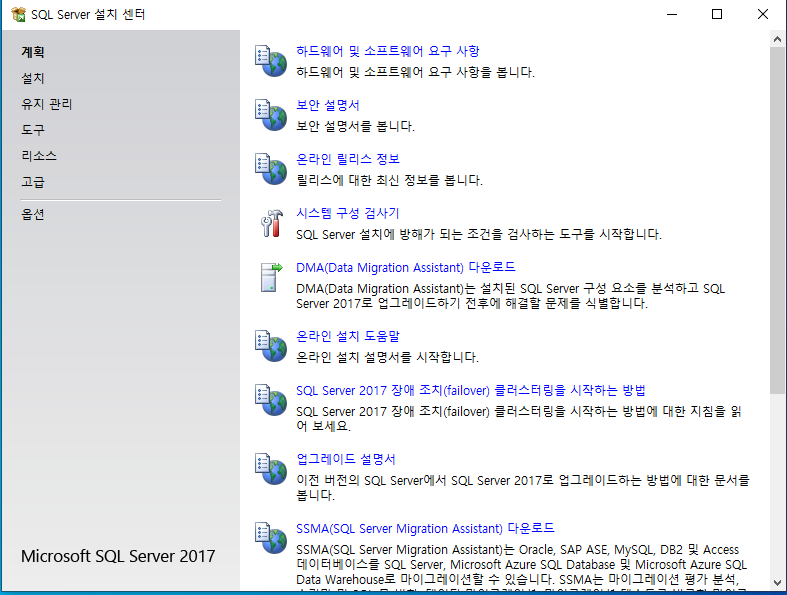 SQL Server 설치 센터
계획
설치
유지 관리
도구
리소스
고급
옵션
Microsoft SQL Server 2017
하드웨어 및 소프트웨어 요구 사항
하드웨어 및 소프트웨어 요구 사항을 봅니다.
보안 설명서
보안 설명서를 봅니다.
온라인 릴리스 정보
릴리스에 대한 최신 정보를 봅니다.
시스템 구성 검사기
SQL Server 설치에 방해가 되는 조건을 검사하는 도구를 시작합니다.
DMA(Data Migration Assistant) 다운로드
DMA(Data Migration Assistant)는 설치된 SQL Server 구성 요소를 분석하고 SQL
Server 2017로 업그레이드하기 전후에 해결할 문제를 식별합니다.
온라인 설치 도움말
온라인 설치 설명서를 시작합니다.
SQL Server 2017 장애 조치(failover) 클러스터링을 시작하는 방법
SQL Server 2017 장애 조치(failover) 클러스터링을 시작하는 방법에 대한 지침을 읽
어 보세요.
업그레이드 설명서
이전 버전의 SQL Server에서 SQL Server 2017로 업그레이드하는 방법에 대한 문서를
봅니다.
SSMA(SQL Server Migration Assistant) 다운로드
SSMA(SQL Server Migration Assistant)는 Oracle, SAP ASE, MySQL, DB2 및 Access
데이터베이스를 SQL Server, Microsoft Azure SQL Database 및 Microsoft Azure SQL
Data Warehouse로 마이그레이션할 수 있습니다. SSMA는 마이그레이션 평가 분석,